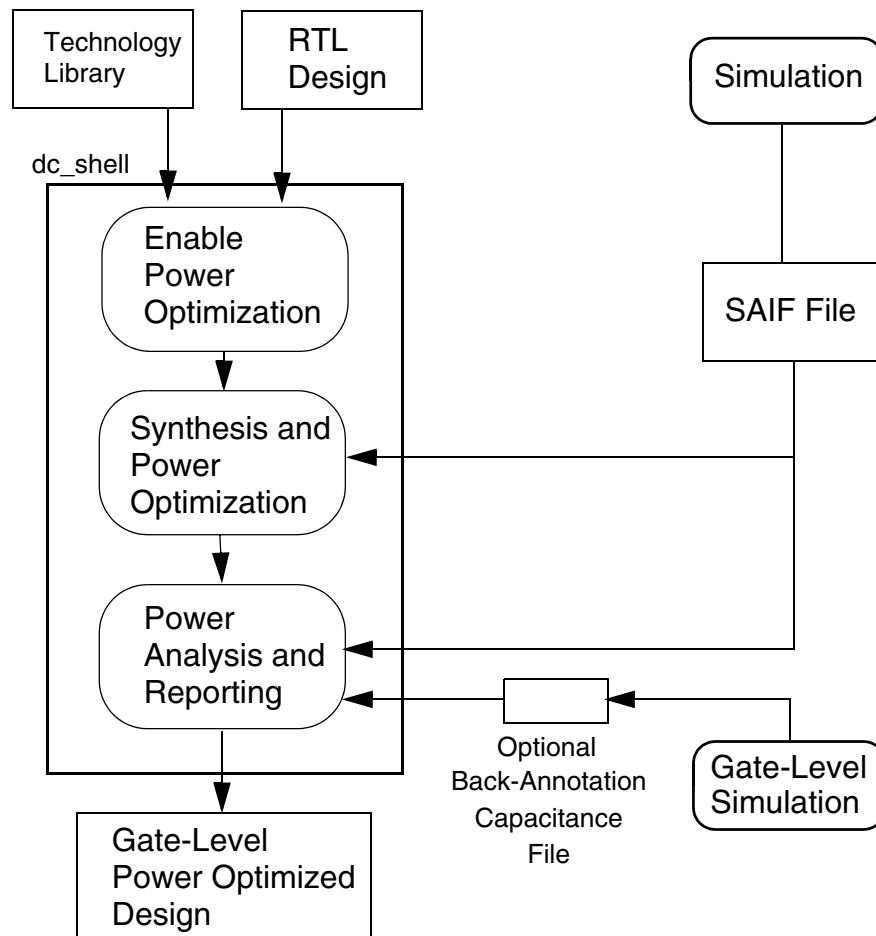 Technology
Library
RTL
Design
Simulation
dc_shell
Enable
Power
Optimization
SAIF File
Synthesis and
Power
Optimization
Power
Analysis and
Reporting
Optional
Back-Annotation
Capacitance
File
Gate-Level
Simulation
Gate-Level
Power Optimized
Design